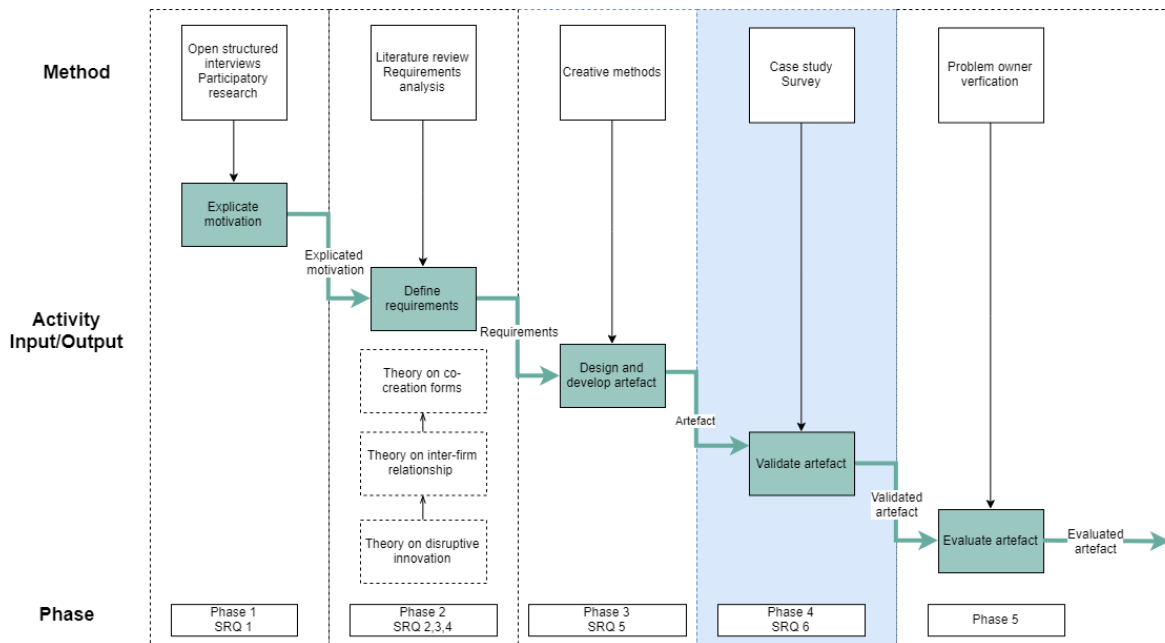 Method
Open structured
interviews
Participatory
research
Literature review
Requirements
analysis
Creative methods
Case study
Survey
Problem owner
verfication
Activity
Input/Output
Explicate
motivation
Explicated
motivation
Define
requirements
Requirements
Theory on co-
creation forms
Theory on inter-firm
relationship
Theory on disruptive
innovation
Design and
develop artefact
Artefact
Validate artefact
Validated
artefact
Evaluate artefact
Evaluated
artefact
Phase
Phase 1
SRQ 1
Phase 2
SRQ 2,3,4
Phase 3
SRQ 5
Phase 4
SRQ 6
Phase 5